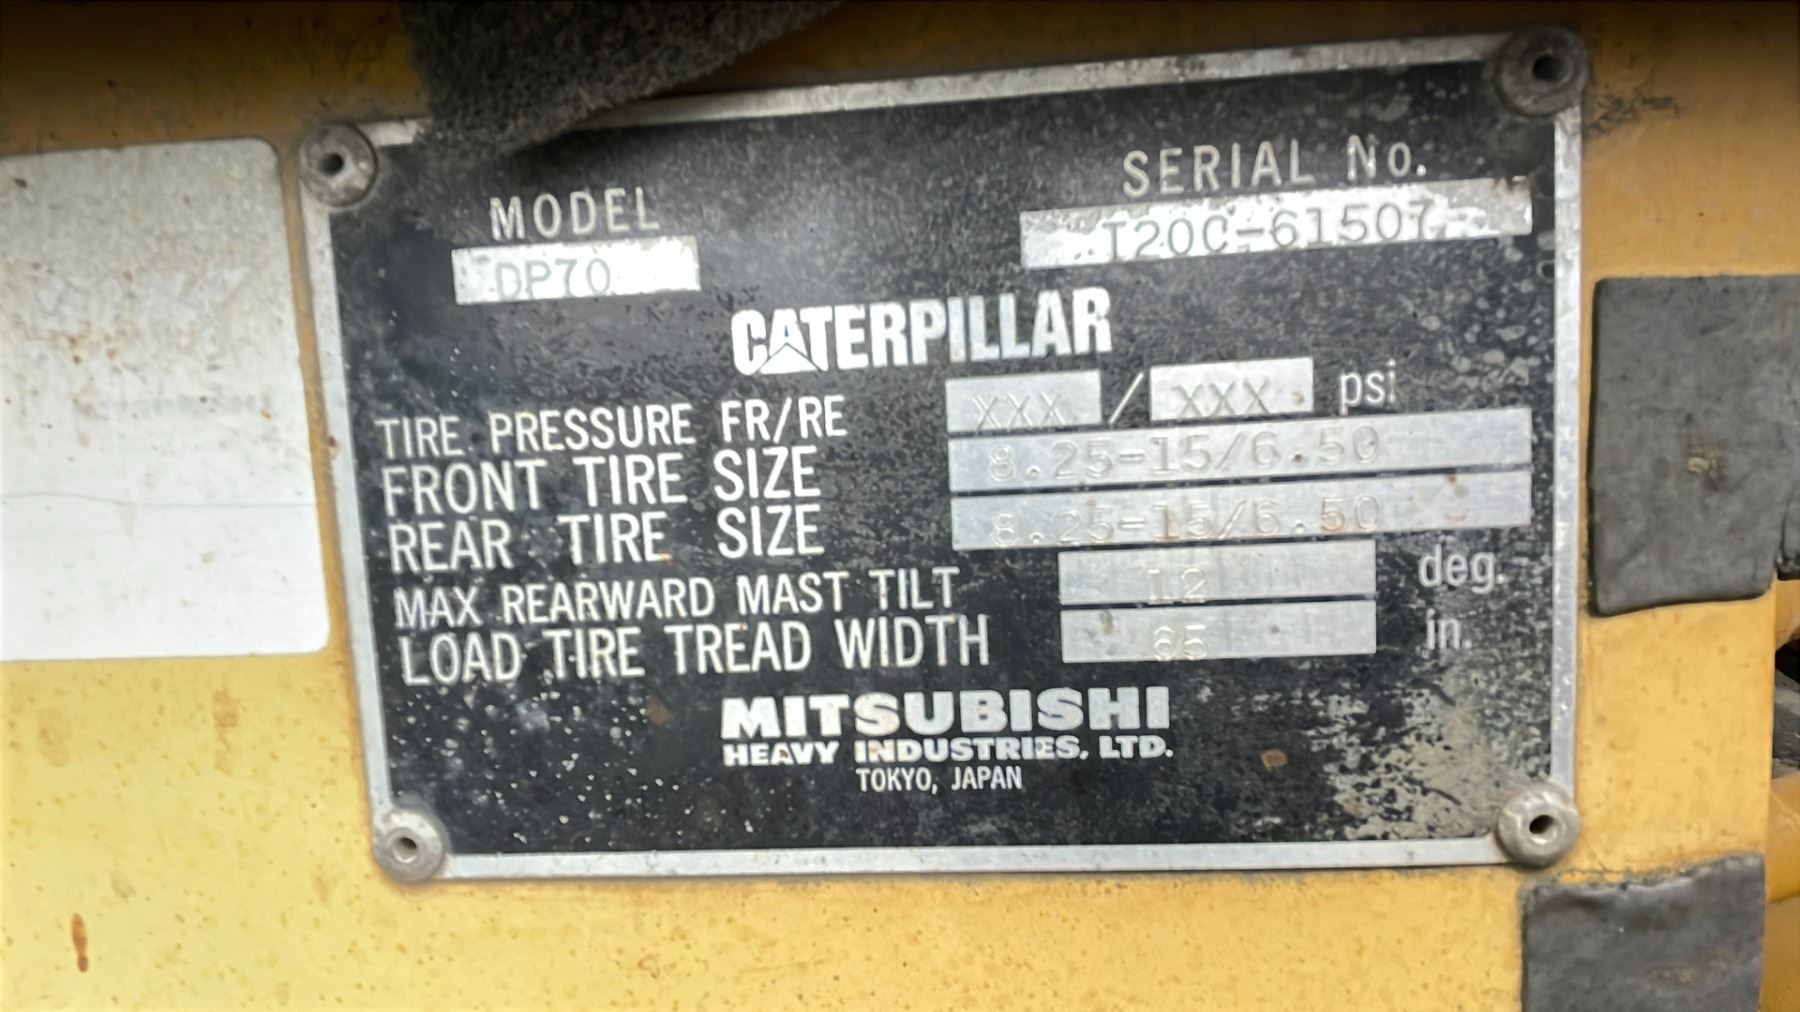 MODEL
DP70
SERIAL No.
T20C-61507
CATERPILLAR
TIRE PRESSURE FR/RE XXX / XXX psi
FRONT TIRE SIZE 8.25-15/6.50
REAR TIRE SIZE 8.25-15/6.50
MAX REARWARD MAST TILT 12 deg.
LOAD TIRE TREAD WIDTH 65 in.
MITSUBISHI
HEAVY INDUSTRIES, LTD.
TOKYO, JAPAN